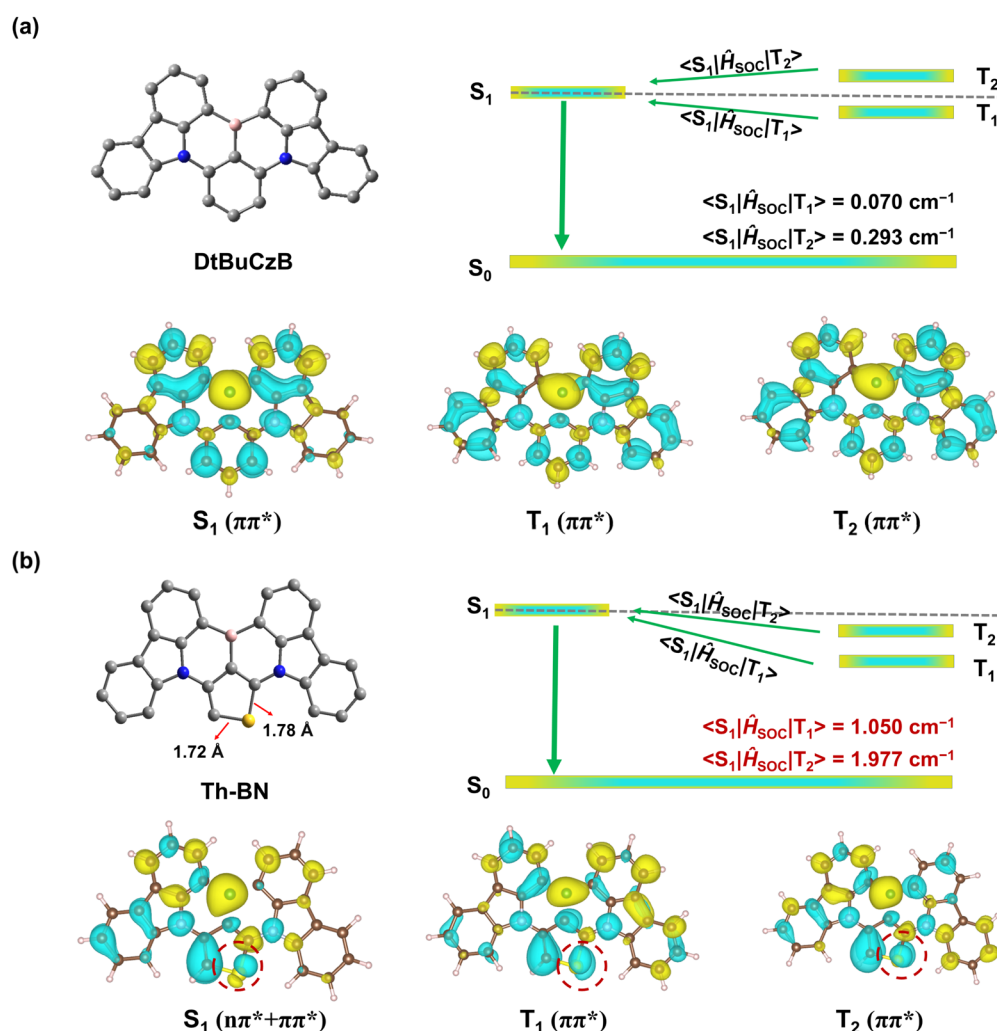 (a)
<S₁|ĤSOC|T₂>
T₂
S₁
T₁
<S₁|ĤSOC|T₁>
<S₁|ĤSOC|T₁> = 0.070 cm⁻¹
<S₁|ĤSOC|T₂> = 0.293 cm⁻¹
DtBuCzB
S₀
S₁ (ππ*)
T₁ (ππ*)
T₂ (ππ*)
(b)
S₁
<S₁|ĤSOC|T₂>
T₂
<S₁|ĤSOC|T₁>
T₁
1.78 Å
1.72 Å
<S₁|ĤSOC|T₁> = 1.050 cm⁻¹
<S₁|ĤSOC|T₂> = 1.977 cm⁻¹
Th-BN
S₀
S₁ (nπ*+ππ*)
T₁ (ππ*)
T₂ (ππ*)